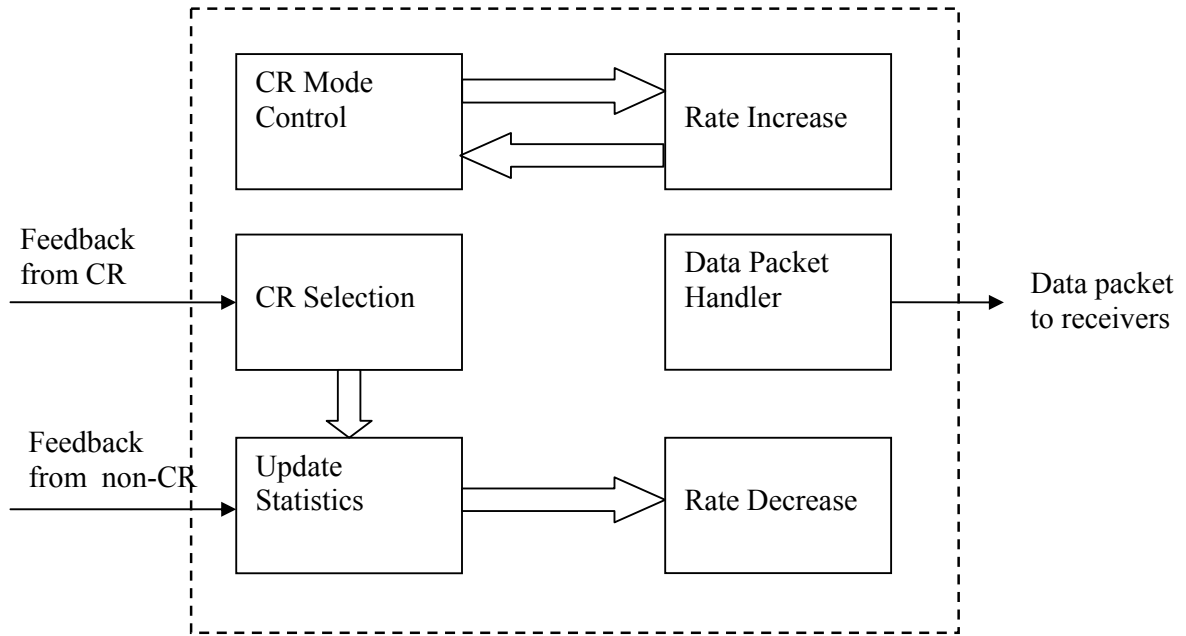 CR Mode
Control
Rate Increase
Feedback
from CR
CR Selection
Data Packet
Handler
Data packet
to receivers
Feedback
from non-CR
Update
Statistics
Rate Decrease